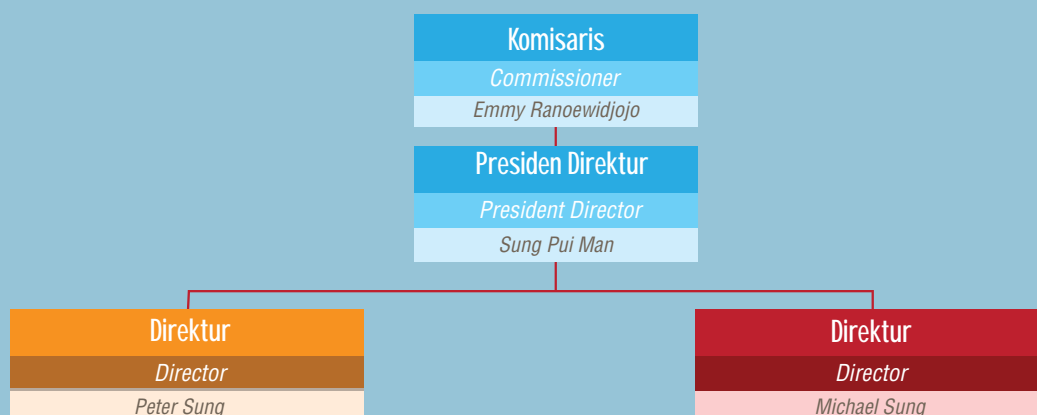 Komisaris
Commissioner
Emmy Ranoewidjojo
Presiden Direktur
President Director
Sung Pui Man
Direktur
Director
Peter Sung
Direktur
Director
Michael Sung